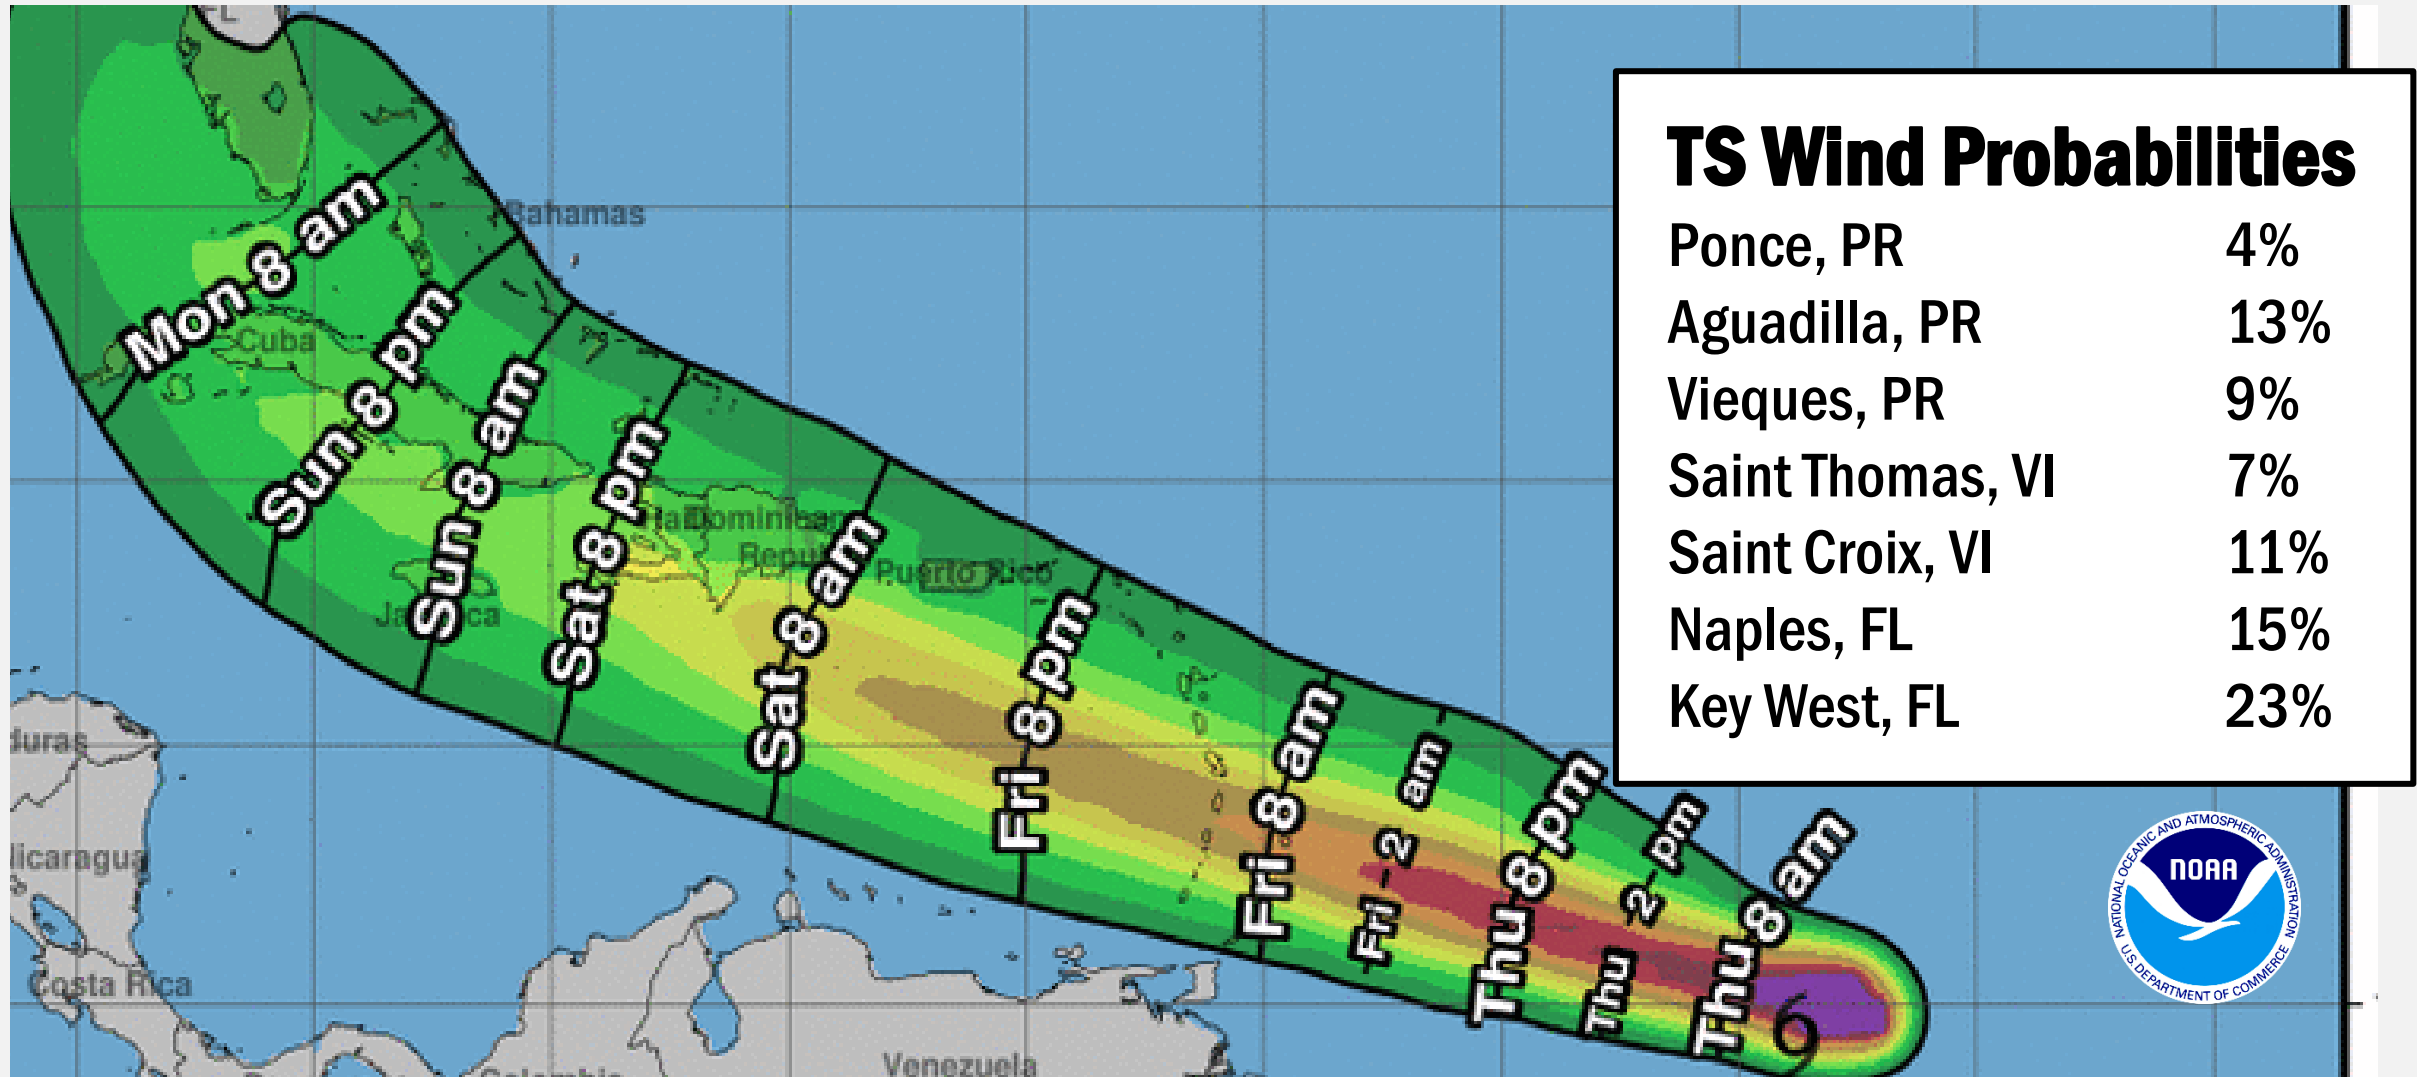 FL
TS Wind Probabilities
Ponce, PR 4%
Aguadilla, PR 13%
Vieques, PR 9%
Saint Thomas, VI 7%
Saint Croix, VI 11%
Naples, FL 15%
Key West, FL 23%
Bahamas
Mon 8 am
Cuba
Sun 8 pm
Sun 8 am
Sat 8 pm
Dominican
Puerto Rico
Sat 8 am
Fri 8 pm
Fri 8 am
Fri - 2 am
Thu 8 pm
Thu - 2 - pm
Thu 8 am
Costa Rica
Venezuela
NATIONAL OCEANIC AND ATMOSPHERIC ADMINISTRATION
NOAA
U.S. DEPARTMENT OF COMMERCE